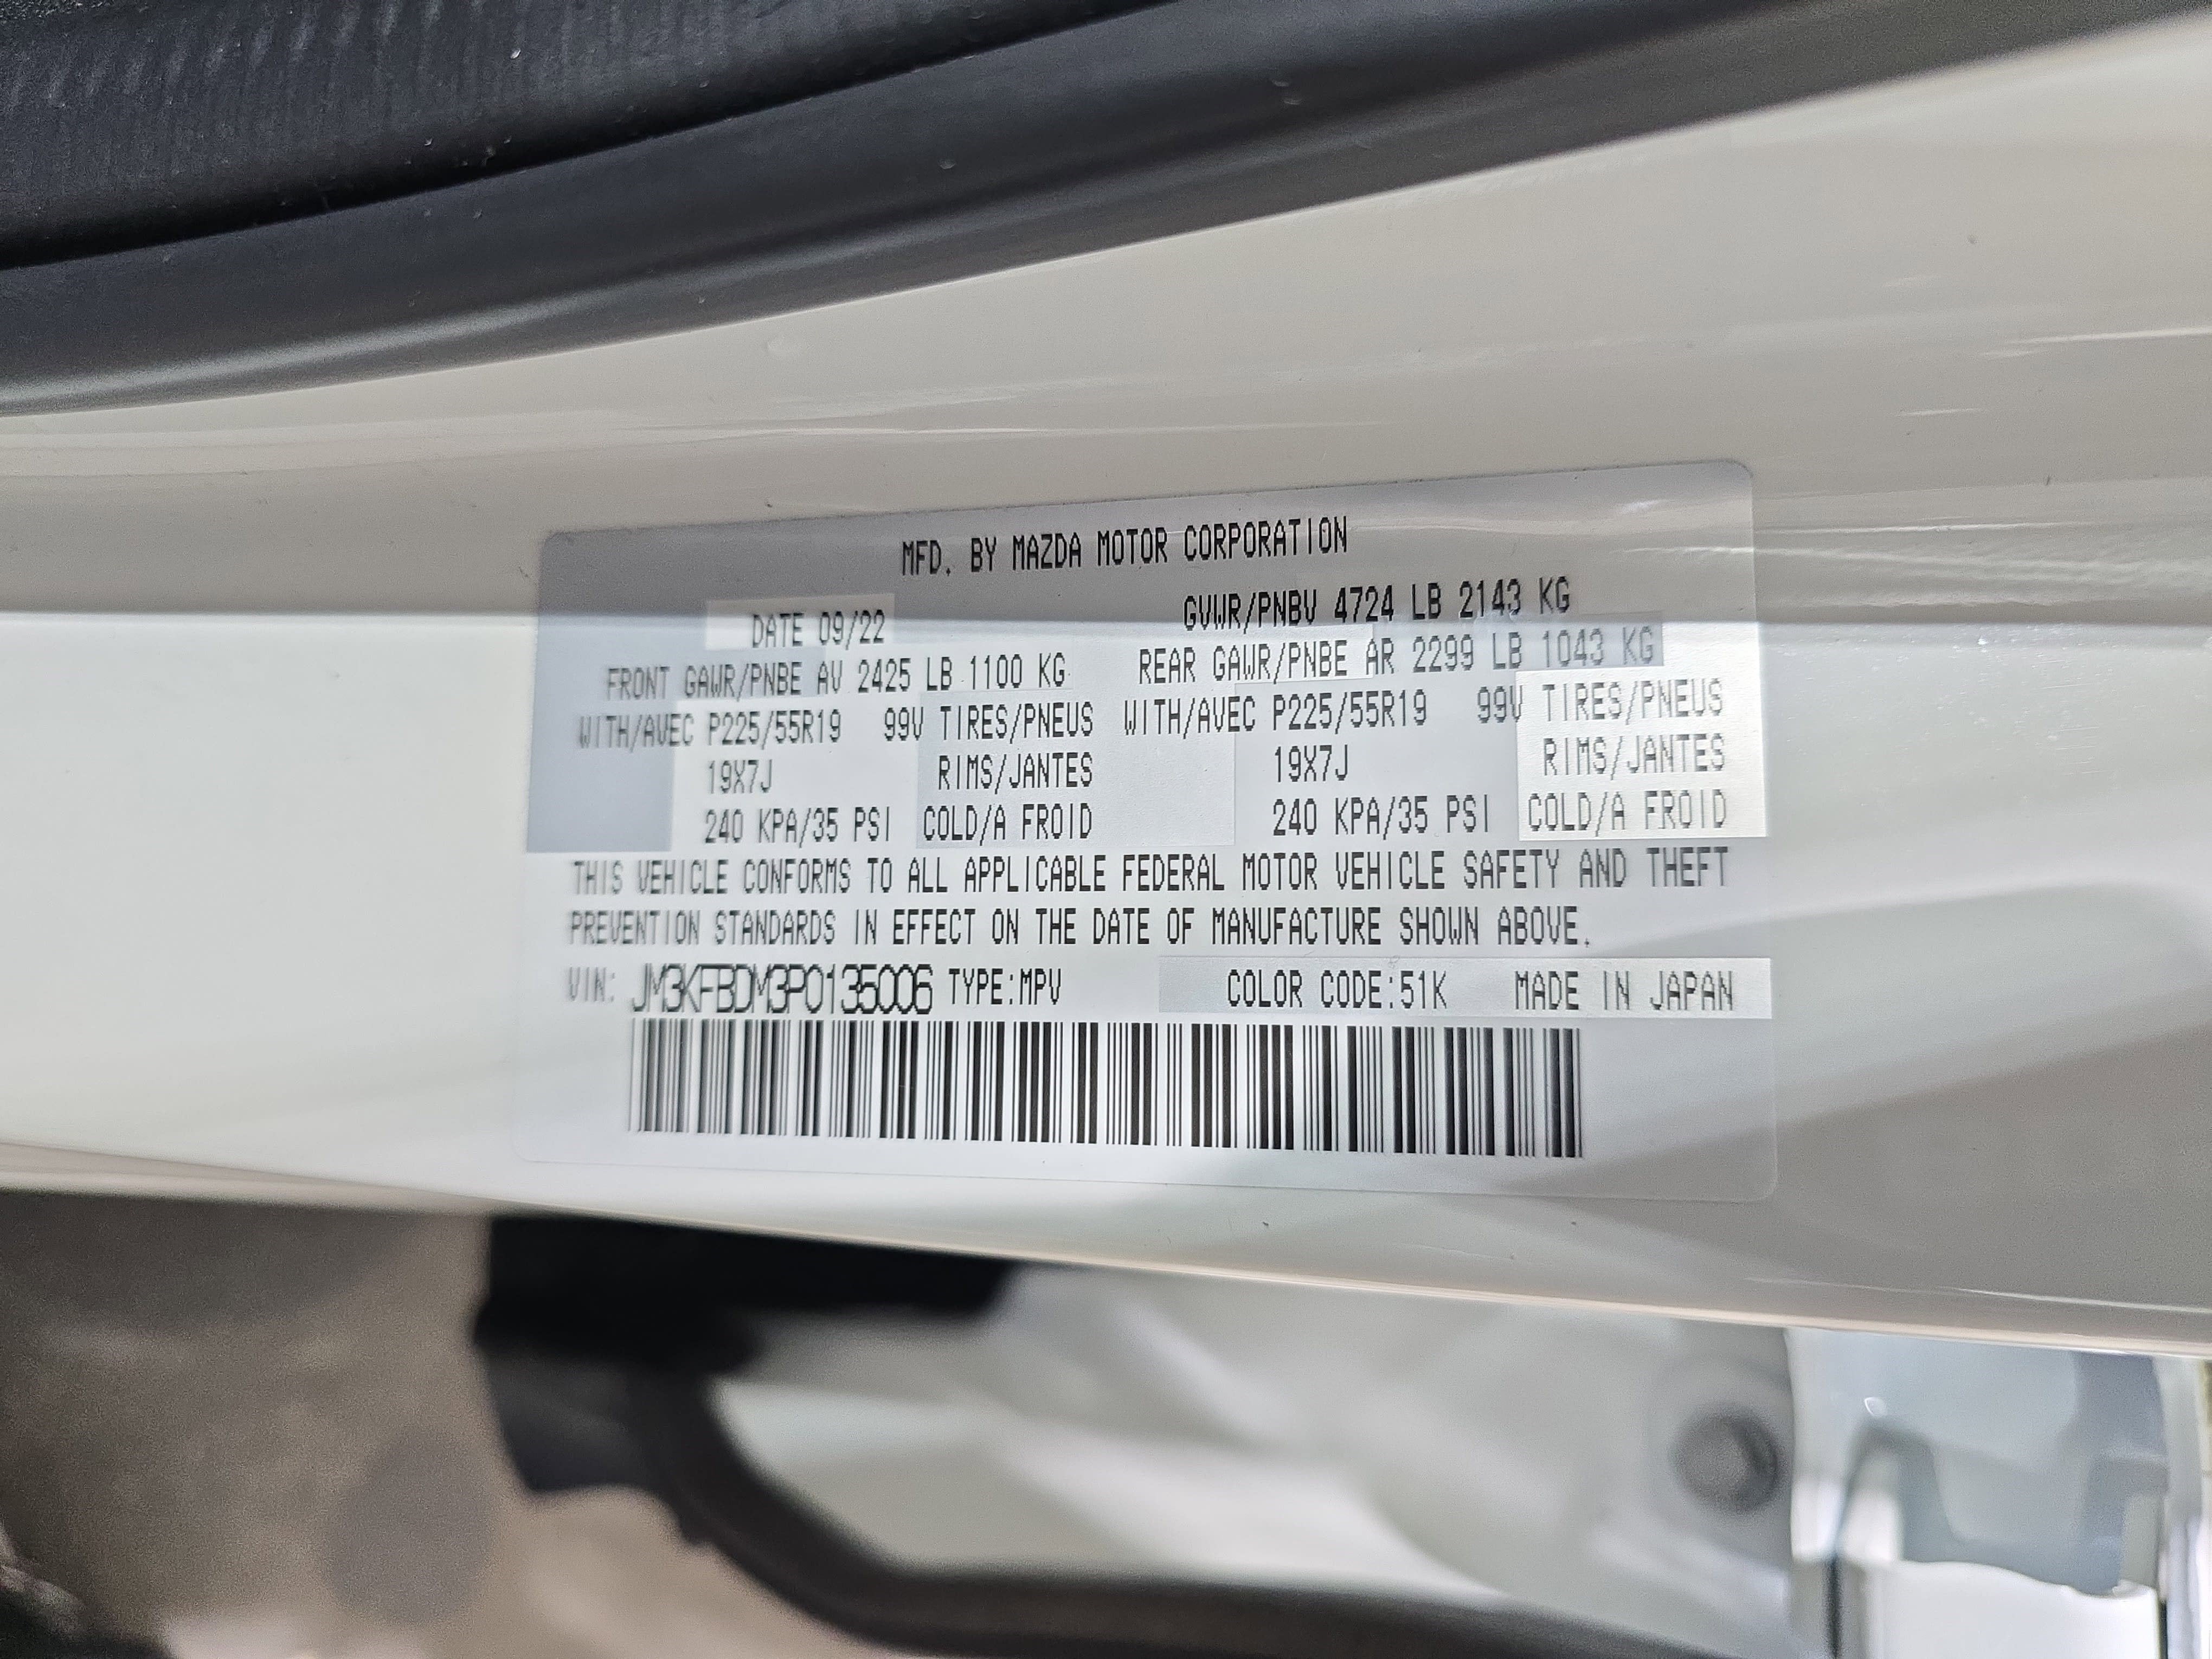 MFD. BY MAZDA MOTOR CORPORATION
DATE 09/22 GVWR/PNBV 4724 LB 2143 KG
FRONT GAWR/PNBE AV 2425 LB 1100 KG REAR GAWR/PNBE AR 2299 LB 1043 KG
WITH/AVEC P225/55R19 99V TIRES/PNEUS WITH/AVEC P225/55R19 99V TIRES/PNEUS
19X7J RIMS/JANTES 19X7J RIMS/JANTES
240 KPA/35 PSI COLD/A FROID 240 KPA/35 PSI COLD/A FROID
THIS VEHICLE CONFORMS TO ALL APPLICABLE FEDERAL MOTOR VEHICLE SAFETY AND THEFT
PREVENTION STANDARDS IN EFFECT ON THE DATE OF MANUFACTURE SHOWN ABOVE.
VIN: JM3KFBDM3P0135006 TYPE:MPV COLOR CODE:51K MADE IN JAPAN